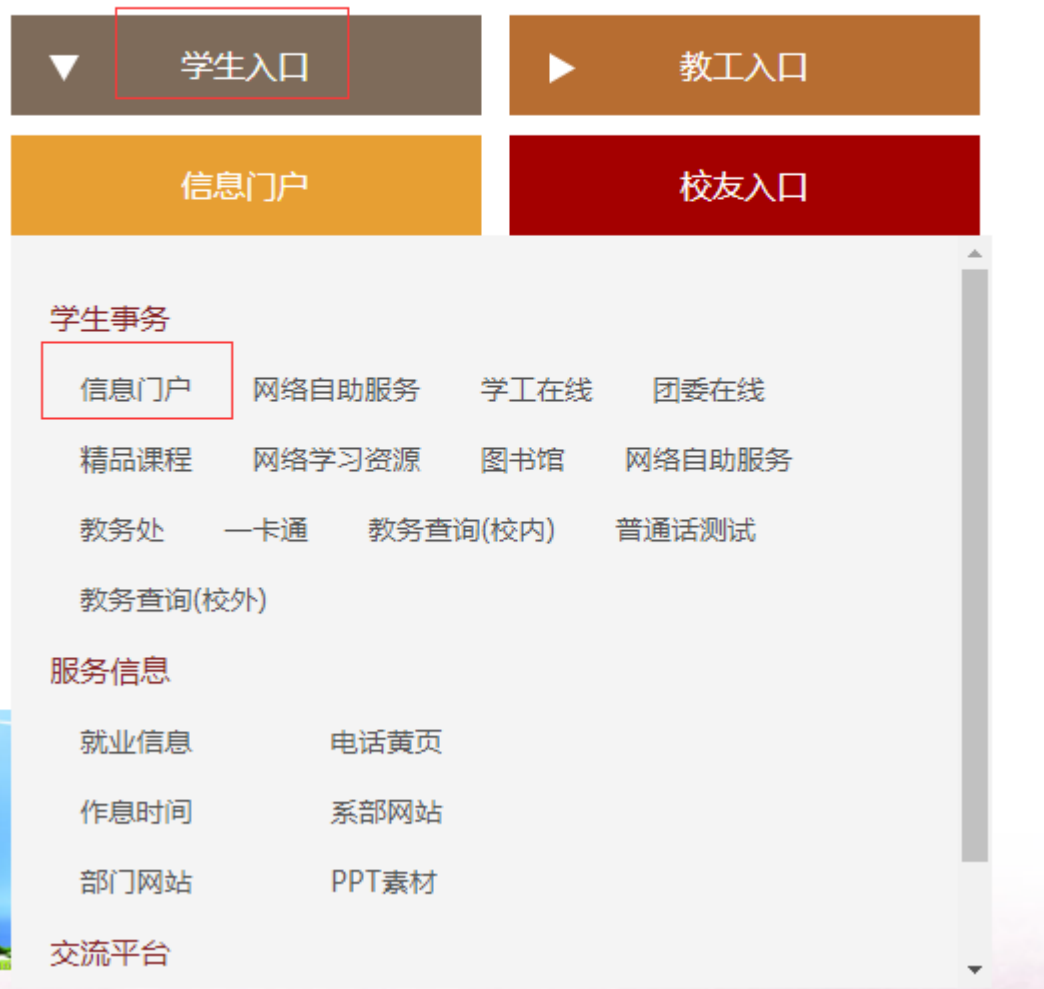 学生入口 教工入口
信息门户 校友入口
学生事务
信息门户 网络自助服务 学工在线 团委在线
精品课程 网络学习资源 图书馆 网络自助服务
教务处 一卡通 教务查询(校内) 普通话测试
教务查询(校外)
服务信息
就业信息 电话黄页
作息时间 系部网站
部门网站 PPT素材
交流平台